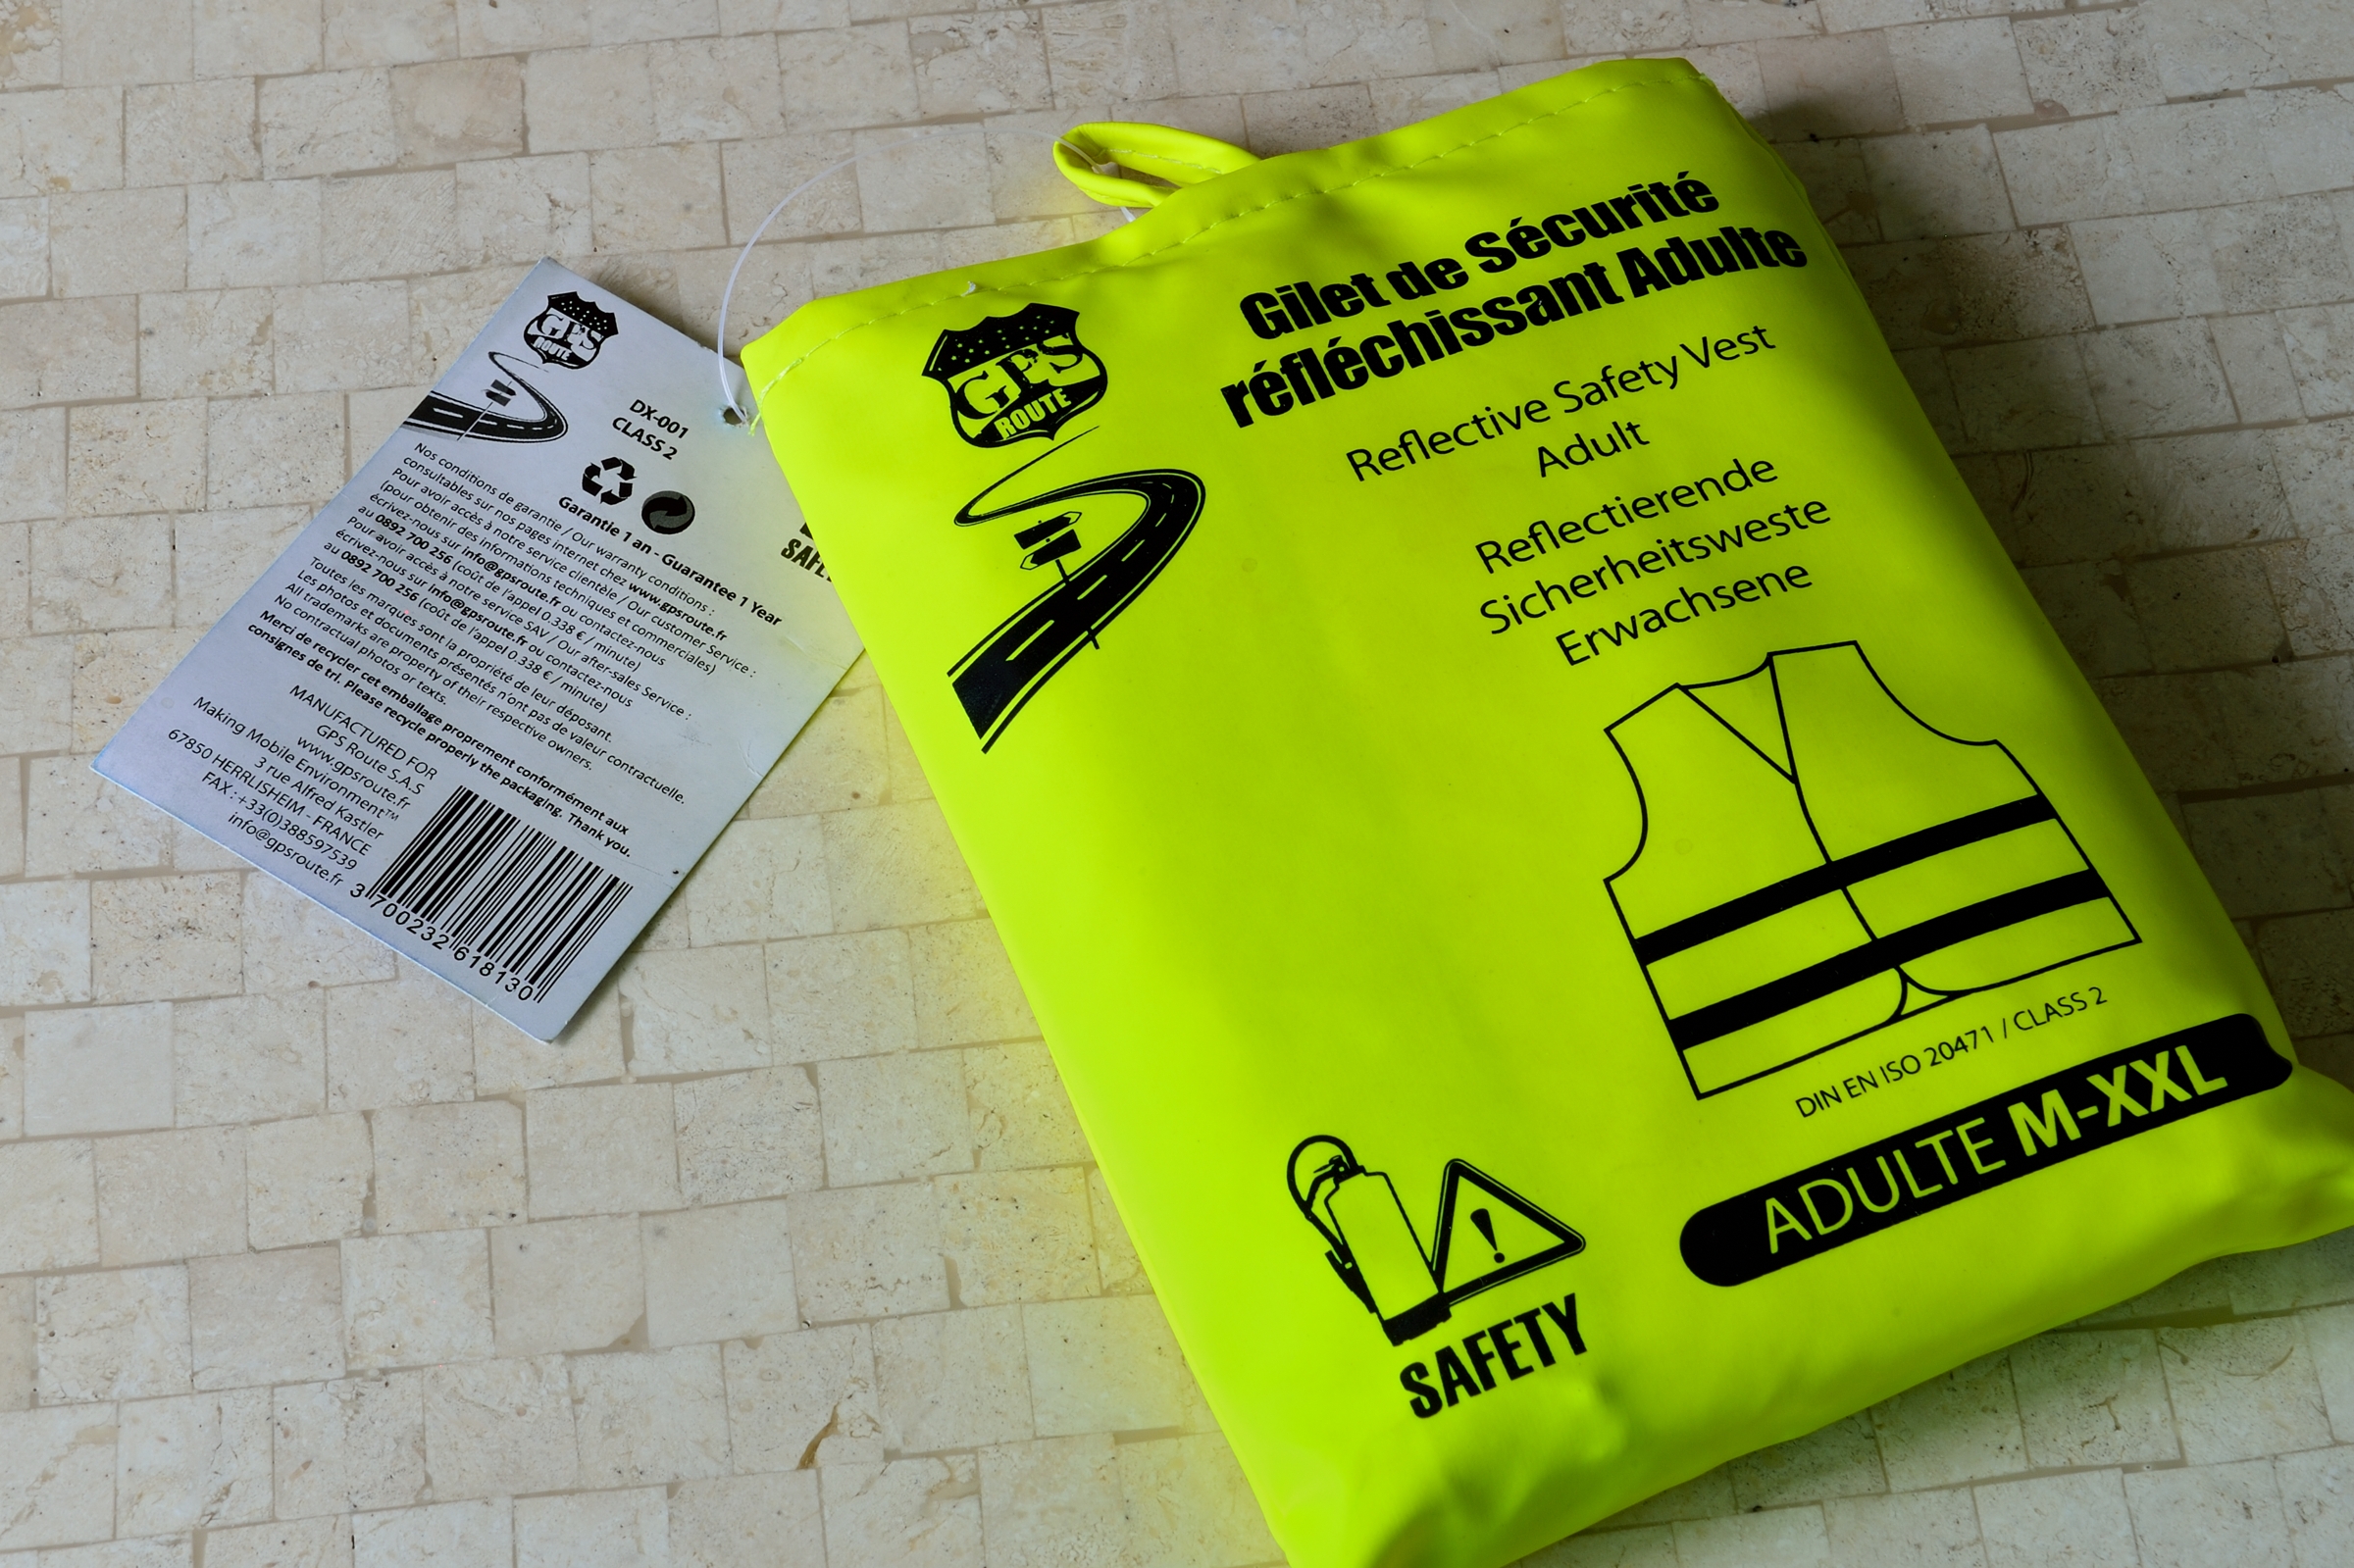 GPS
ROUTE
DX-001
CLASS 2
Garantie 1 an - Guarantee 1 Year
Nos conditions de garantie / Our warranty conditions :
consultables sur nos pages internet chez www.gpsroute.fr
Pour avoir accès à notre service clientèle / Our customer Service :
(pour obtenir des informations techniques et commerciales)
écrivez-nous sur info@gpsroute.fr ou contactez-nous
au 0892 700 256 (coût de l'appel 0.338 € / minute)
Pour avoir accès à notre service SAV / Our after-sales Service :
écrivez-nous sur info@gpsroute.fr ou contactez-nous
au 0892 700 256 (coût de l'appel 0.338 € / minute)
Toutes les marques sont la propriété de leur déposant.
Les photos et documents présentés n'ont pas de valeur contractuelle.
All trademarks are property of their respective owners.
No contractual photos or texts.
Merci de recycler cet emballage proprement conformément aux
consignes de tri. Please recycle properly the packaging. Thank you.
MANUFACTURED FOR
GPS Route S.A.S
www.gpsroute.fr
Making Mobile Environment™
3 rue Alfred Kastler
67850 HERRLISHEIM - FRANCE
FAX : +33(0)388597539
info@gpsroute.fr
3 700232 618130
GPS
ROUTE
Gilet de Sécurité
réfléchissant Adulte
Reflective Safety Vest
Adult
Reflectierende
Sicherheitsweste
Erwachsene
DIN EN ISO 20471 / CLASS 2
ADULTE M-XXL
SAFETY